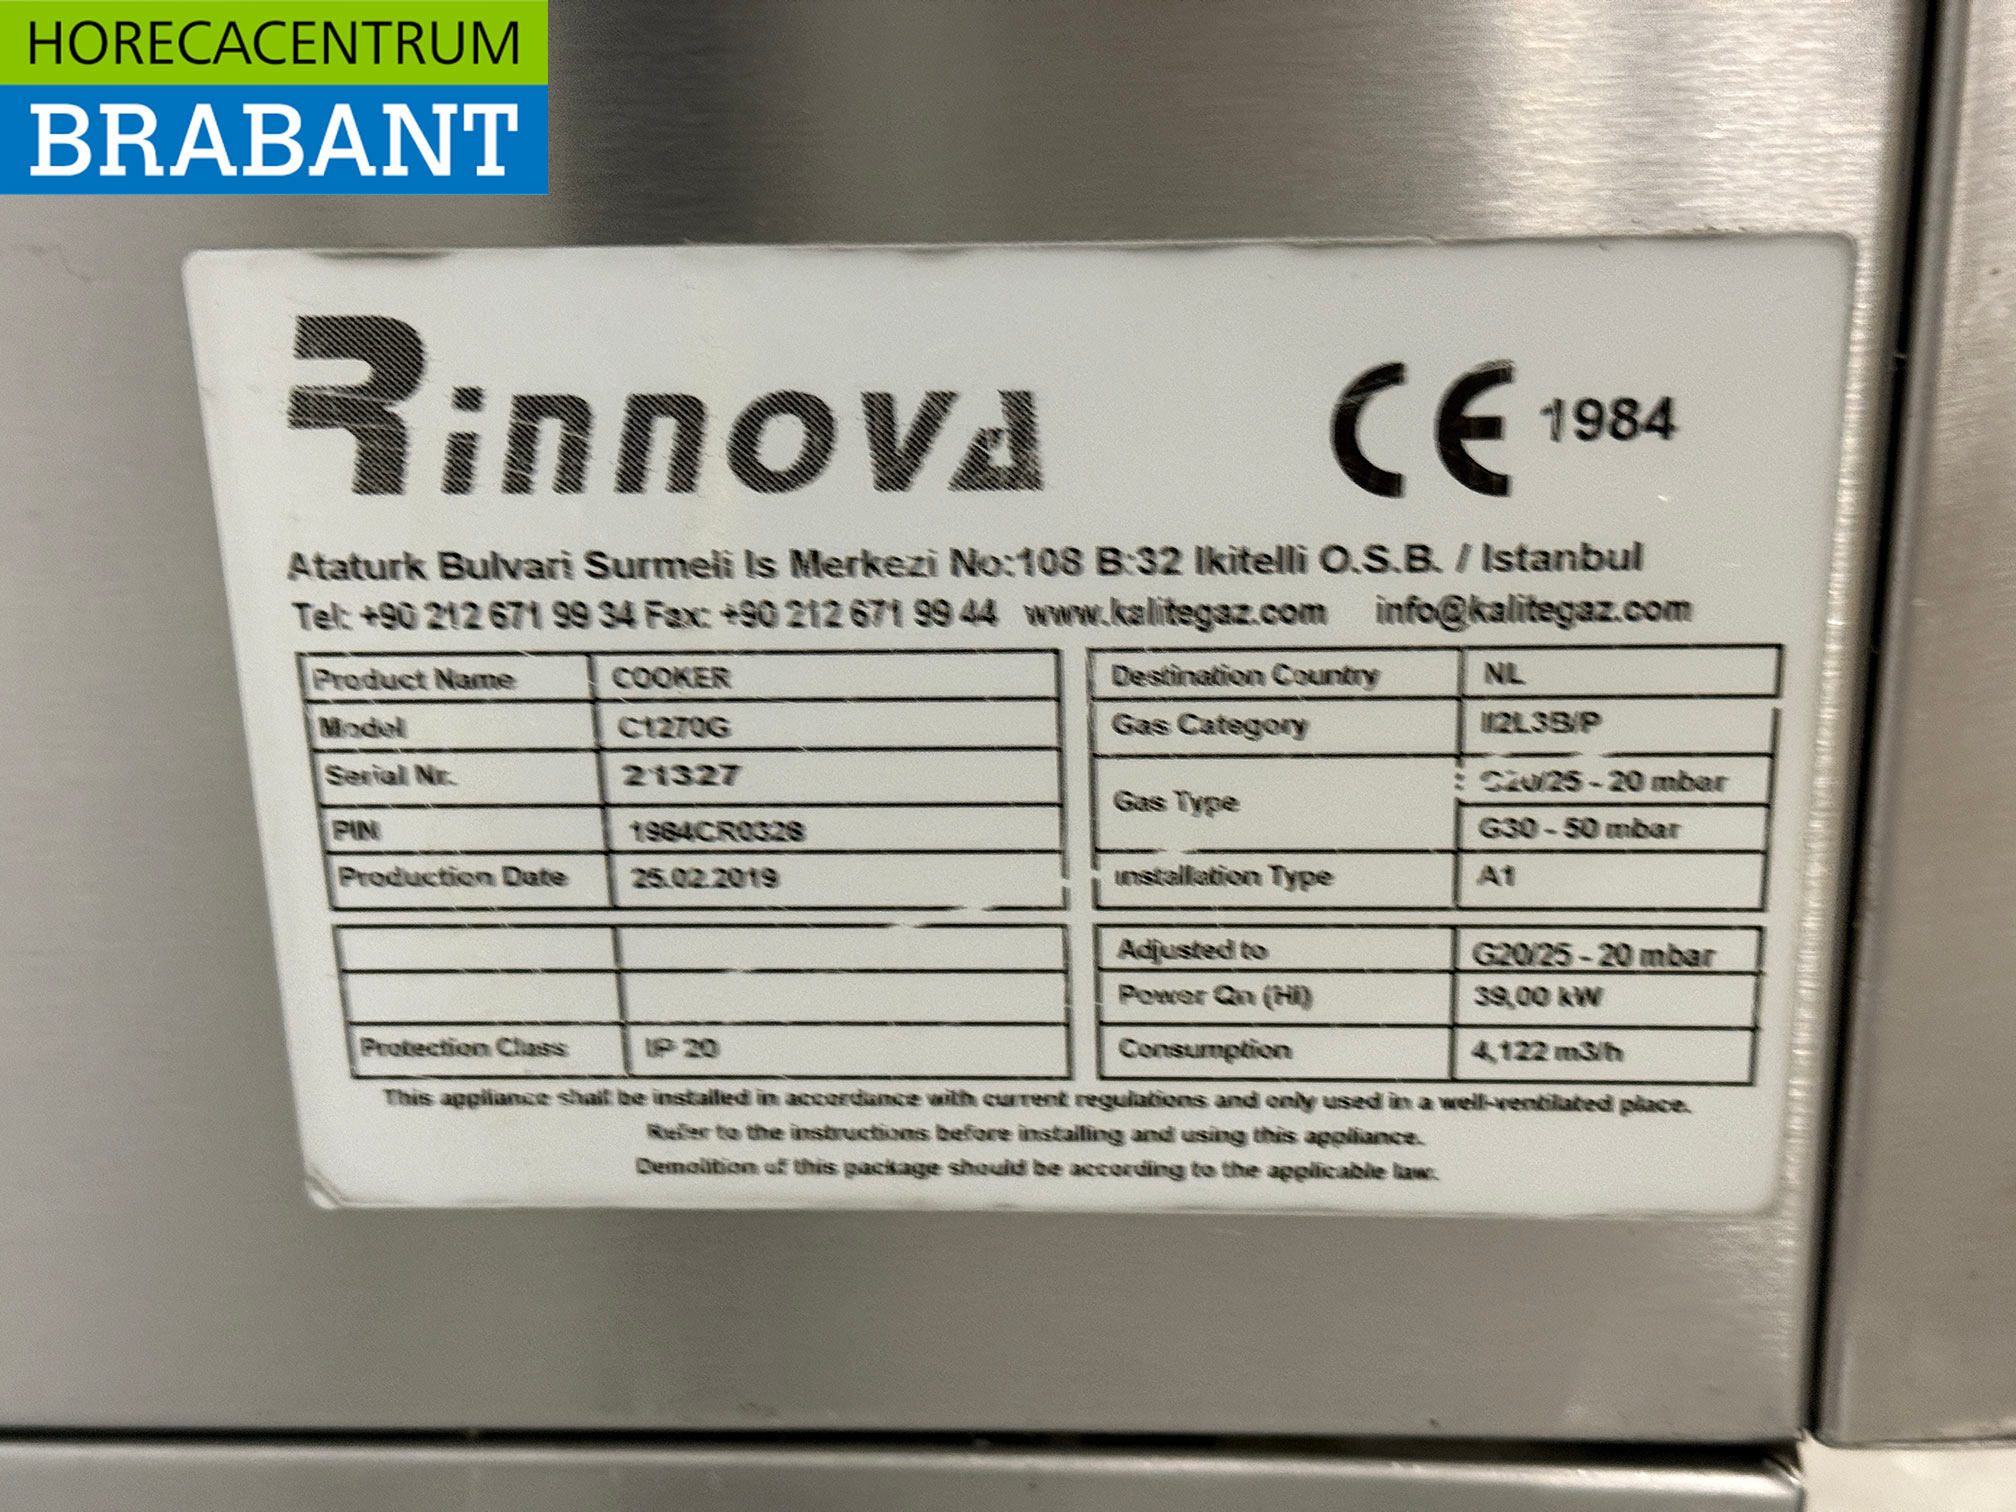 HORECACENTRUM
BRABANT
Rinnova
CE 1984
Ataturk Bulvari Surmeli Is Merkezi No:108 B:32 Ikitelli O.S.B. / Istanbul
Tel: +90 212 671 99 34 Fax: +90 212 671 99 44 www.kalitegaz.com info@kalitegaz.com
Product Name COOKER
Model C1270G
Serial Nr. 21327
PIN 1984CR0328
Production Date 25.02.2019
Protection Class IP 20
Destination Country NL
Gas Category II2L3B/P
Gas Type : G20/25 - 20 mbar
G30 - 50 mbar
Installation Type A1
Adjusted to G20/25 - 20 mbar
Power Qn (Hi) 39,00 kW
Consumption 4,122 m3/h
This appliance shall be installed in accordance with current regulations and only used in a well-ventilated place.
Refer to the instructions before installing and using this appliance.
Demolition of this package should be according to the applicable law.